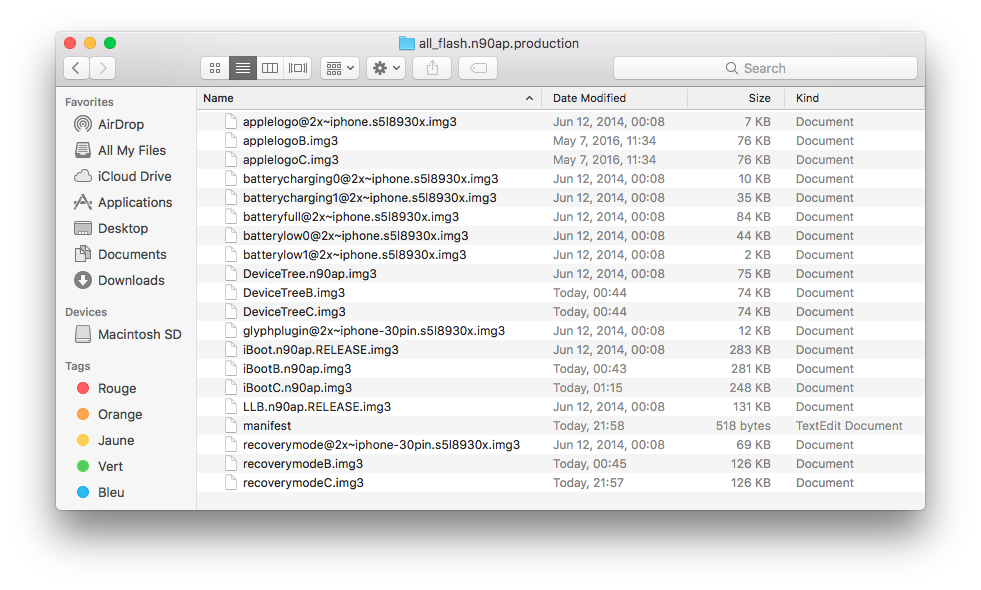 all_flash.n90ap.production
Search
Favorites
AirDrop
All My Files
iCloud Drive
Applications
Desktop
Documents
Downloads
Devices
Macintosh SD
Tags
Rouge
Orange
Jaune
Vert
Bleu
Name Date Modified Size Kind
applelogo@2x~iphone.s5l8930x.img3 Jun 12, 2014, 00:08 7 KB Document
applelogoB.img3 May 7, 2016, 11:34 76 KB Document
applelogoC.img3 May 7, 2016, 11:34 76 KB Document
batterycharging0@2x~iphone.s5l8930x.img3 Jun 12, 2014, 00:08 10 KB Document
batterycharging1@2x~iphone.s5l8930x.img3 Jun 12, 2014, 00:08 35 KB Document
batteryfull@2x~iphone.s5l8930x.img3 Jun 12, 2014, 00:08 84 KB Document
batterylow0@2x~iphone.s5l8930x.img3 Jun 12, 2014, 00:08 44 KB Document
batterylow1@2x~iphone.s5l8930x.img3 Jun 12, 2014, 00:08 2 KB Document
DeviceTree.n90ap.img3 Jun 12, 2014, 00:08 75 KB Document
DeviceTreeB.img3 Today, 00:44 74 KB Document
DeviceTreeC.img3 Today, 00:44 74 KB Document
glyphplugin@2x~iphone-30pin.s5l8930x.img3 Jun 12, 2014, 00:08 12 KB Document
iBoot.n90ap.RELEASE.img3 Jun 12, 2014, 00:08 283 KB Document
iBootB.n90ap.img3 Today, 00:43 281 KB Document
iBootC.n90ap.img3 Today, 01:15 248 KB Document
LLB.n90ap.RELEASE.img3 Jun 12, 2014, 00:08 131 KB Document
manifest Today, 21:58 518 bytes TextEdit Document
recoverymode@2x~iphone-30pin.s5l8930x.img3 Jun 12, 2014, 00:08 69 KB Document
recoverymodeB.img3 Today, 00:45 126 KB Document
recoverymodeC.img3 Today, 21:57 126 KB Document